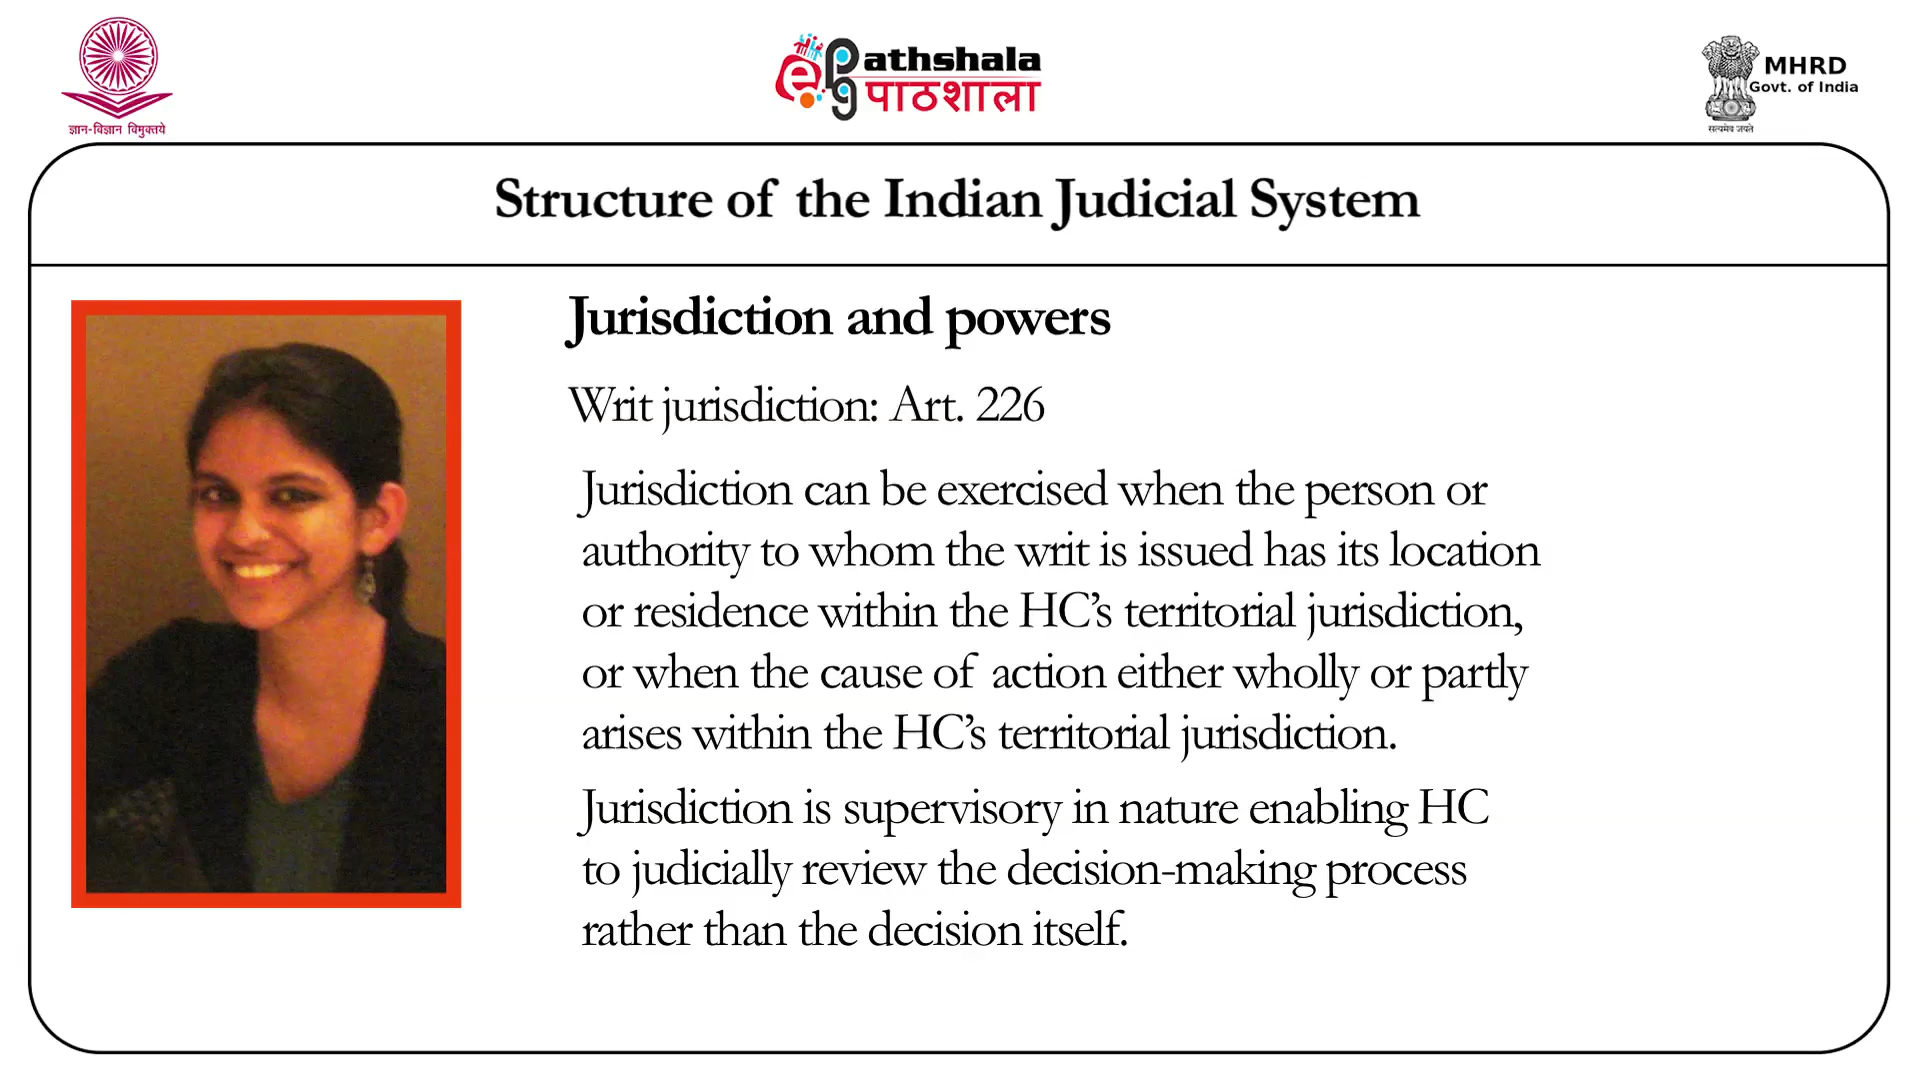 ज्ञान-विज्ञान विमुक्तये
e Pg athshala
पाठशाला
MHRD
Govt. of India
सत्यमेव जयते
Structure of the Indian Judicial System
Jurisdiction and powers
Writ jurisdiction: Art. 226
Jurisdiction can be exercised when the person or
authority to whom the writ is issued has its location
or residence within the HC’s territorial jurisdiction,
or when the cause of action either wholly or partly
arises within the HC’s territorial jurisdiction.
Jurisdiction is supervisory in nature enabling HC
to judicially review the decision-making process
rather than the decision itself.